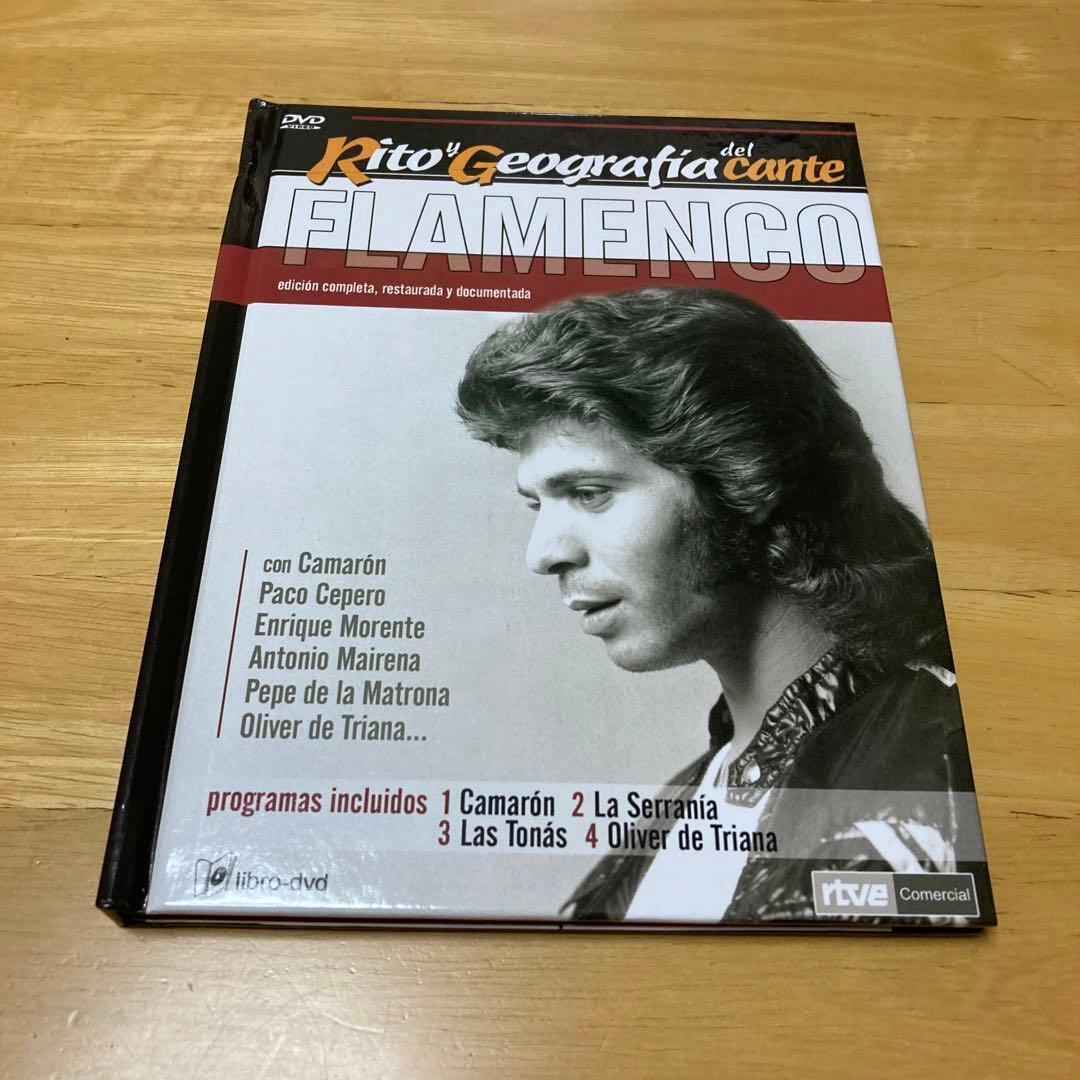 DVD
VIDEO
Rito y Geografía del cante
FLAMENCO
edición completa, restaurada y documentada
con Camarón
Paco Cepero
Enrique Morente
Antonio Mairena
Pepe de la Matrona
Oliver de Triana...
programas incluidos 1 Camarón 2 La Serranía
3 Las Tonás 4 Oliver de Triana
libro-dvd
rtve Comercial